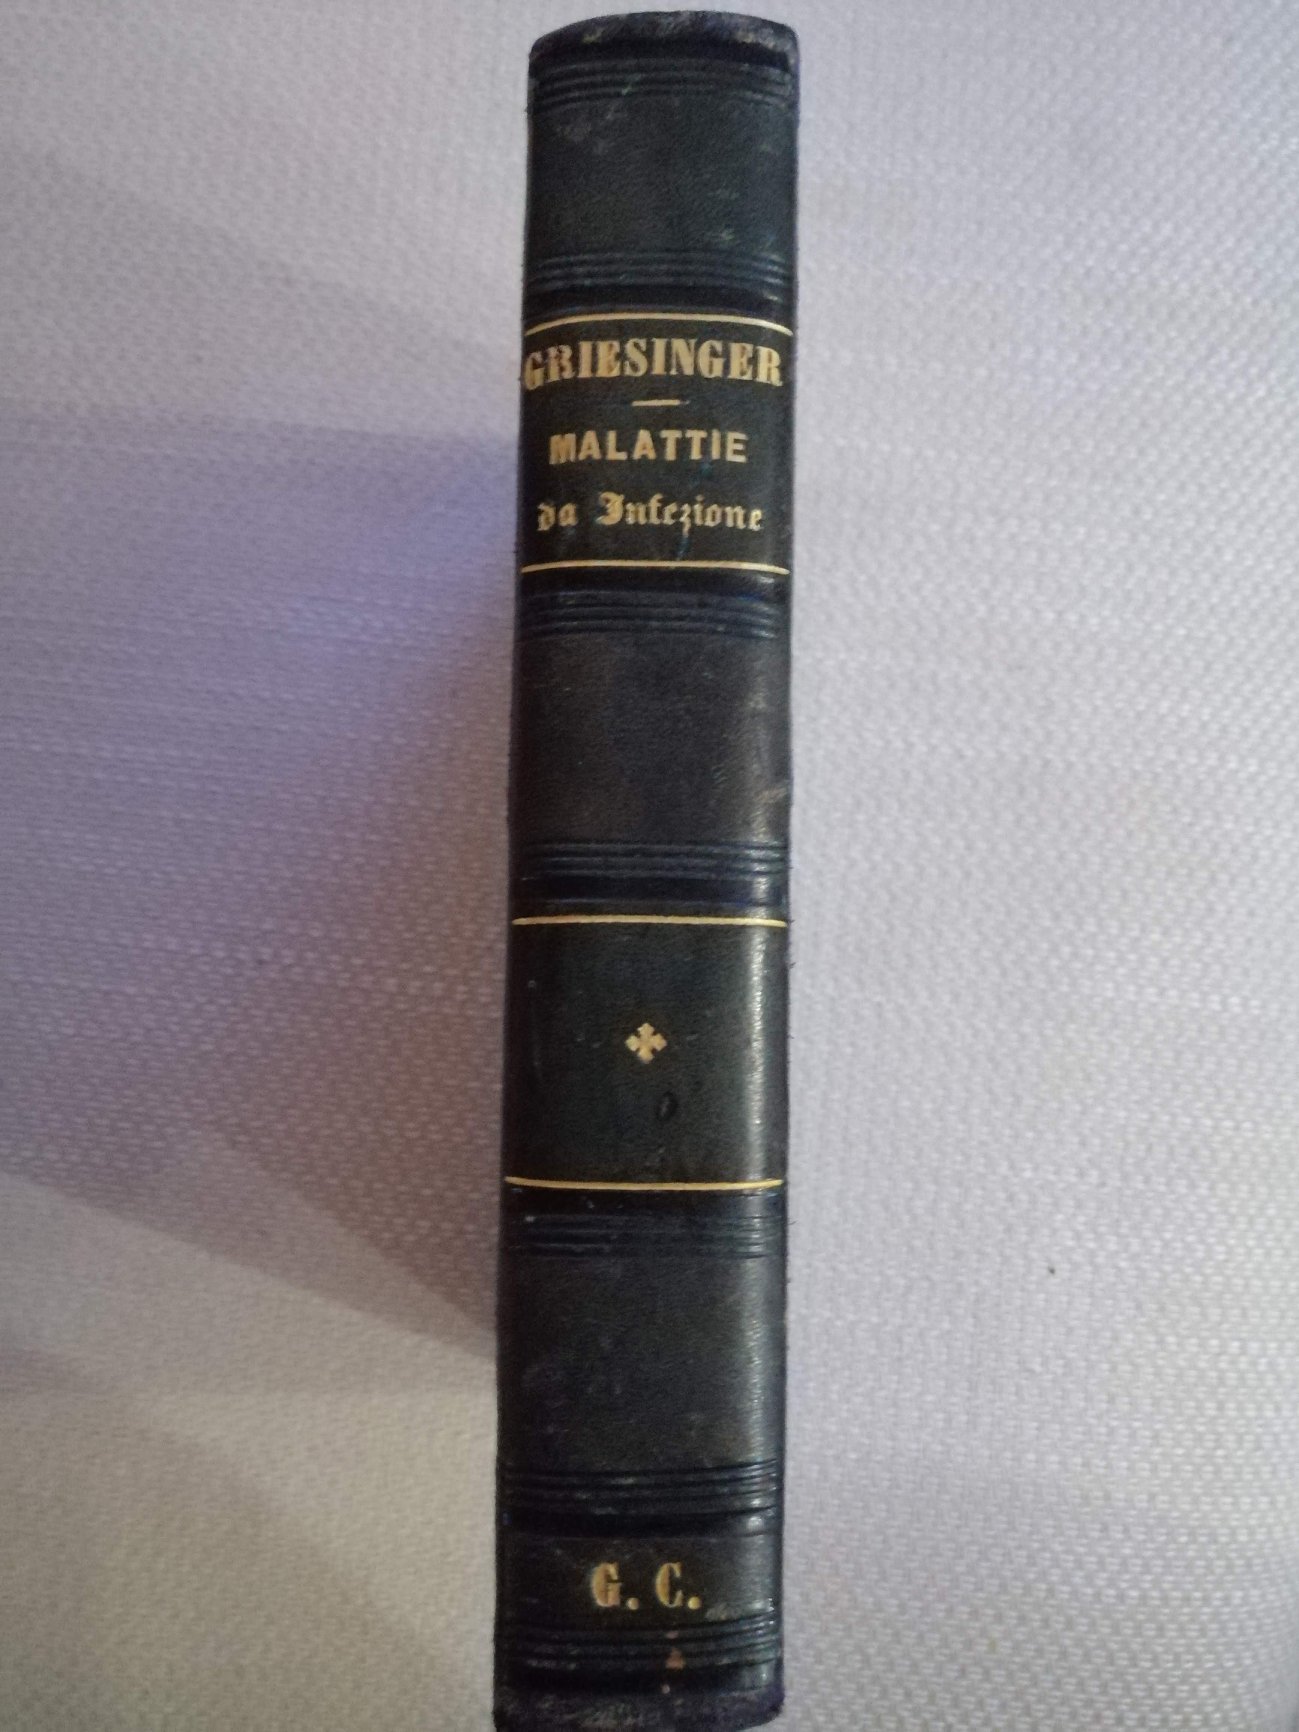 GRIESINGER
MALATTIE
da Infezione
G. C.